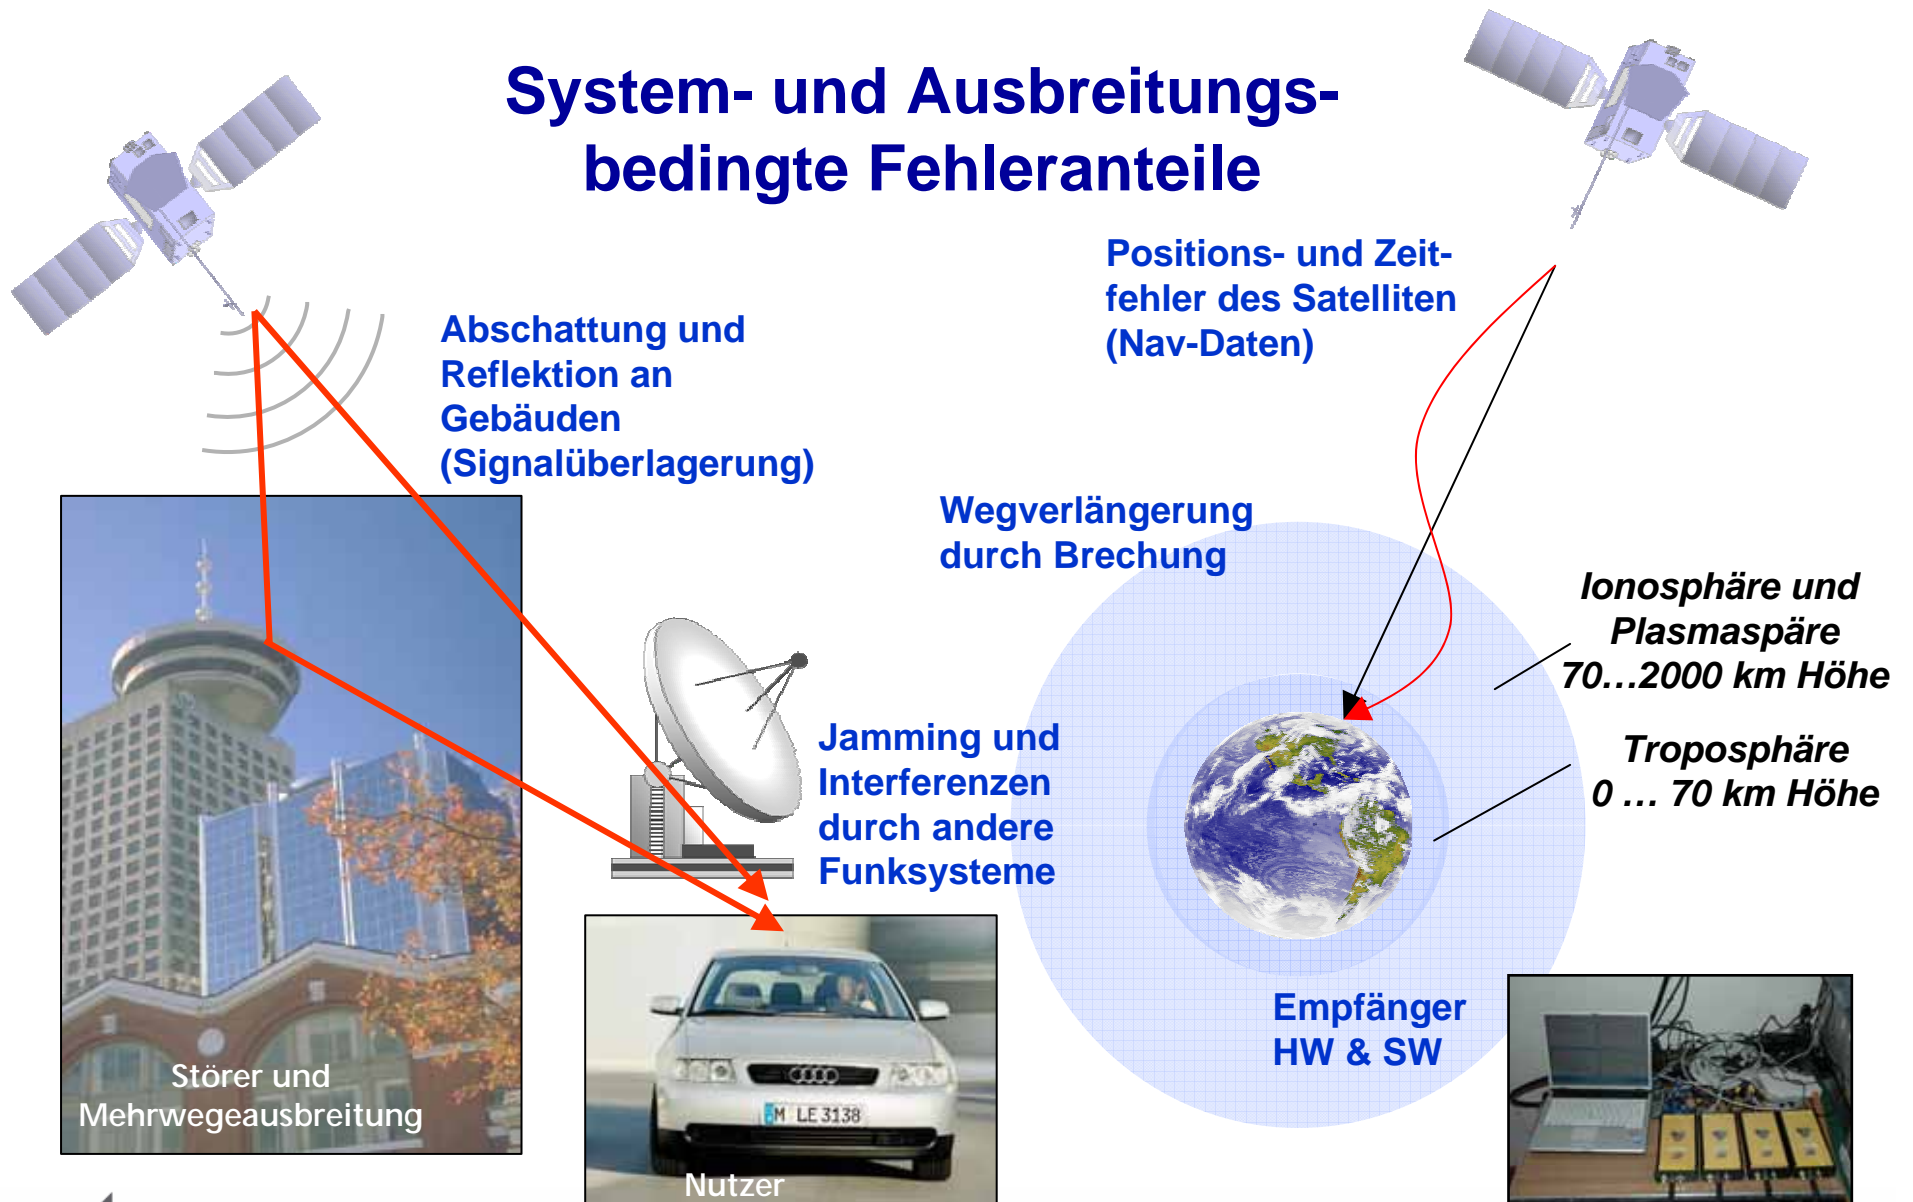 System- und Ausbreitungs-
bedingte Fehleranteile
Positions- und Zeit-
fehler des Satelliten
(Nav-Daten)
Abschattung und
Reflektion an
Gebäuden
(Signalüberlagerung)
Wegverlängerung
durch Brechung
Ionosphäre und
Plasmaspäre
70...2000 km Höhe
Troposphäre
0 ... 70 km Höhe
Jamming und
Interferenzen
durch andere
Funksysteme
Empfänger
HW & SW
Störer und
Mehrwegeausbreitung
M LE 3138
Nutzer